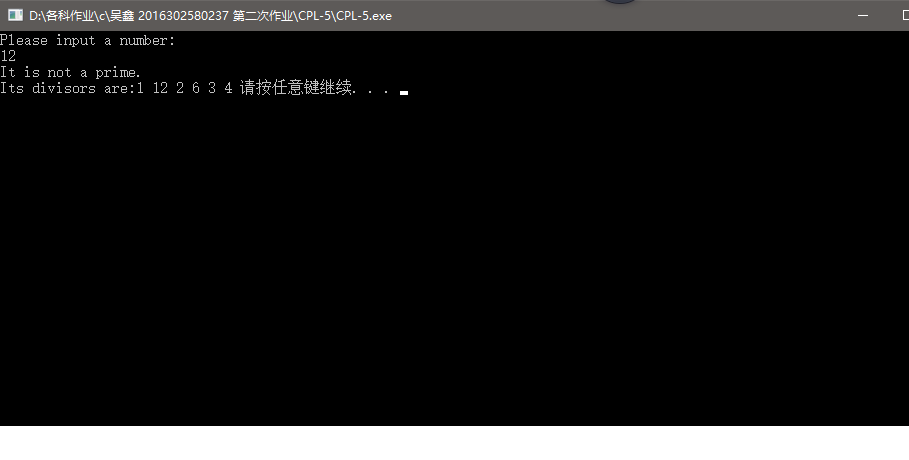 D:\各科作业\c\吴鑫 2016302580237 第二次作业\CPL-5\CPL-5.exe
Please input a number:
12
It is not a prime.
Its divisors are:1 12 2 6 3 4 请按任意键继续. . .